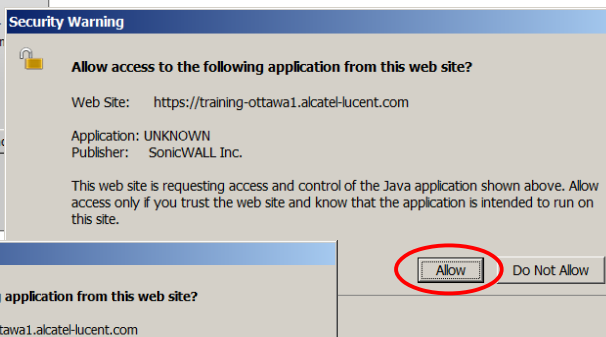 Security Warning
Allow access to the following application from this web site?
Web Site: https://training-ottawa1.alcatel-lucent.com
Application: UNKNOWN
Publisher: SonicWALL Inc.
This web site is requesting access and control of the Java application shown above. Allow
access only if you trust the web site and know that the application is intended to run on
this site.
Allow Do Not Allow
application from this web site?
tawa1.alcatel-lucent.com